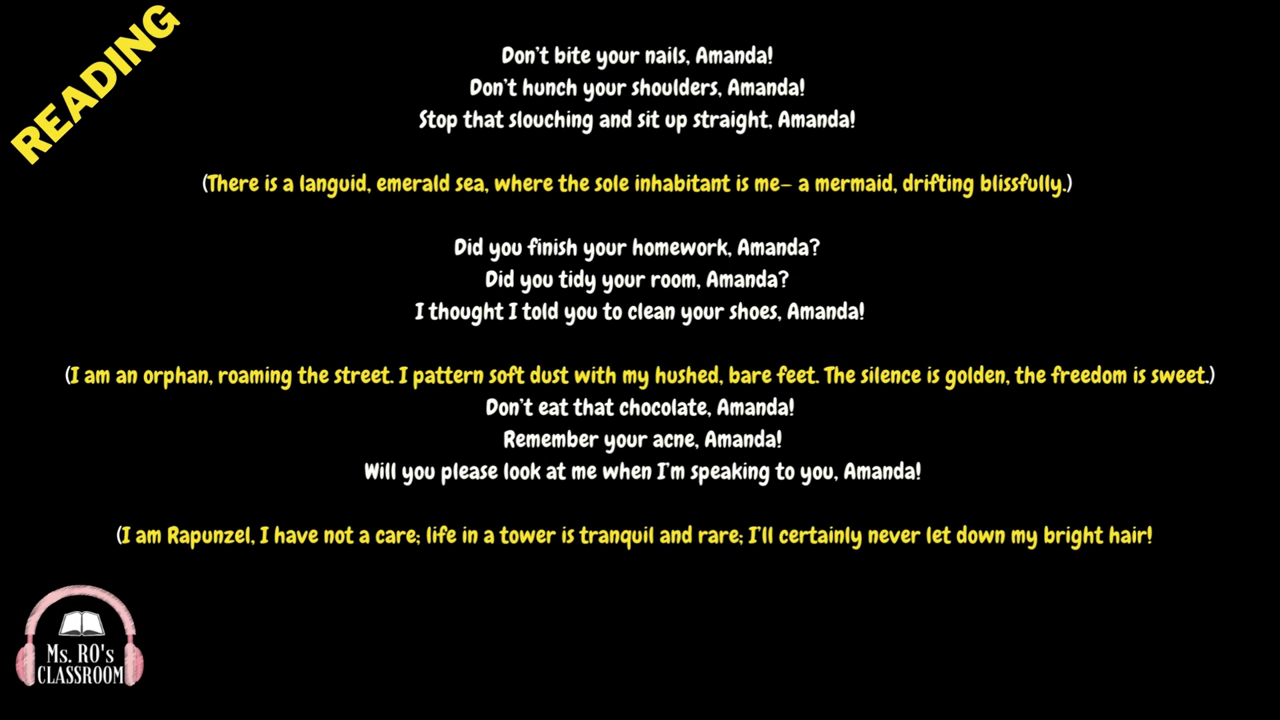 READING
Don't bite your nails, Amanda!
Don't hunch your shoulders, Amanda!
Stop that slouching and sit up straight, Amanda!
(There is a languid, emerald sea, where the sole inhabitant is me– a mermaid, drifting blissfully.)
Did you finish your homework, Amanda?
Did you tidy your room, Amanda?
I thought I told you to clean your shoes, Amanda!
(I am an orphan, roaming the street. I pattern soft dust with my hushed, bare feet. The silence is golden, the freedom is sweet.)
Don't eat that chocolate, Amanda!
Remember your acne, Amanda!
Will you please look at me when I'm speaking to you, Amanda!
(I am Rapunzel, I have not a care; life in a tower is tranquil and rare; I'll certainly never let down my bright hair!
Ms. RO's
CLASSROOM